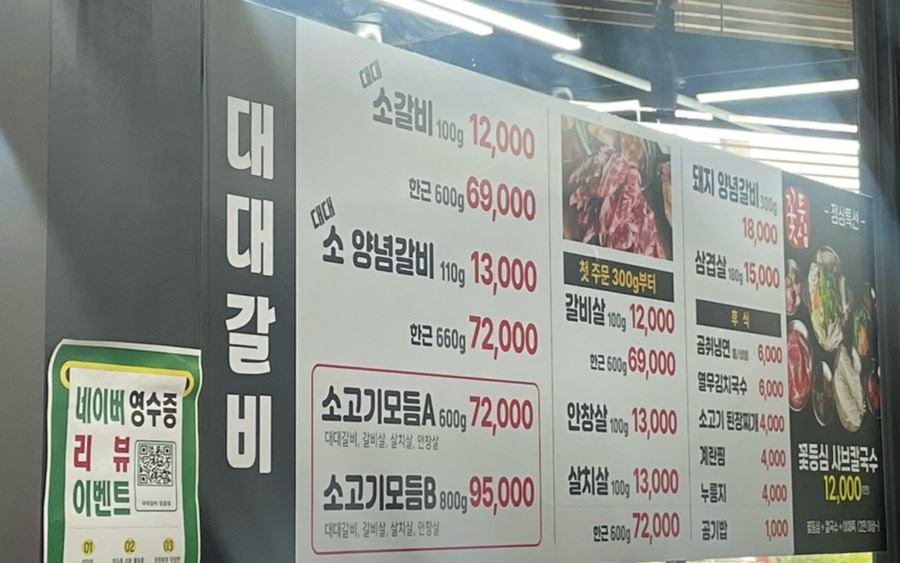 대대갈비
대대
소갈비 100g 12,000
한근 600g 69,000
대대
소 양념갈비 110g 13,000
한근 660g 72,000
소고기모듬A 600g 72,000
대대갈비, 갈비살, 살치살, 안창살
소고기모듬B 800g 95,000
대대갈비, 갈비살, 살치살, 안창살
첫 주문 300g부터
갈비살 100g 12,000
한근 600g 69,000
안창살 100g 13,000
살치살 100g 13,000
한근 600g 72,000
돼지 양념갈비 300g
18,000
삼겹살 180g 15,000
후식
곰취냉면 물/비빔 6,000
열무김치국수 6,000
소고기 된장찌개 4,000
계란찜 4,000
누룽지 4,000
공기밥 1,000
- 점심특선 -
꽃등심 샤브칼국수
12,000
네이버 영수증
리뷰
이벤트
01 02 03